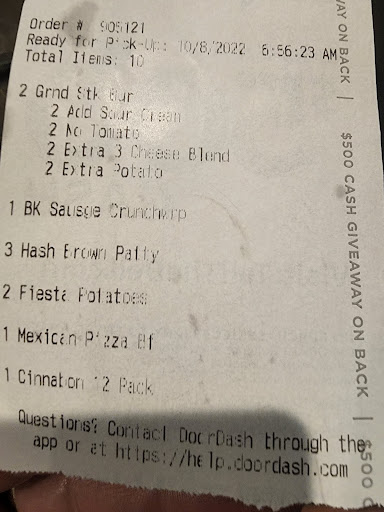 Order # 905121
Ready for Pick-Up: 10/8/2022 6:56:23 AM
Total Items: 10
2 Grnd Stk Bur
2 Add Sour Cream
2 No Tomato
2 Extra 3 Cheese Blend
2 Extra Potato
1 BK Sausge Crunchwrp
3 Hash Brown Patty
2 Fiesta Potatoes
1 Mexican Pizza Bf
1 Cinnabon 12 Pack
Questions? Contact DoorDash through the
app or at https://help.doordash.com
WAY ON BACK | $500 CASH GIVEAWAY ON BACK | $500 C